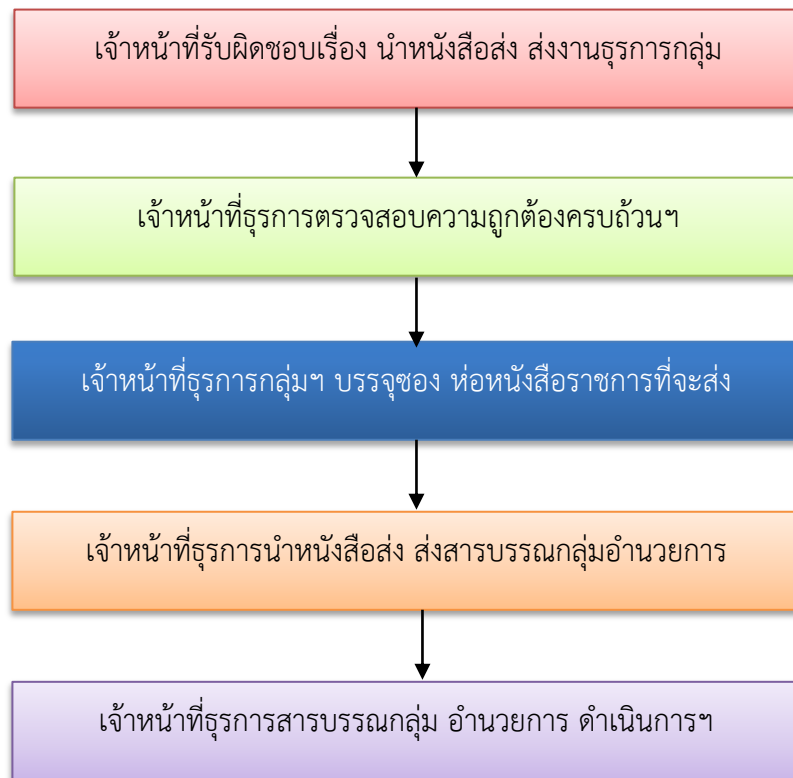 เจ้าหน้าที่รับผิดชอบเรื่อง นำหนังสือส่ง ส่งงานธุรการกลุ่ม
เจ้าหน้าที่ธุรการตรวจสอบความถูกต้องครบถ้วนฯ
เจ้าหน้าที่ธุรการกลุ่มฯ บรรจุซอง ห่อหนังสือราชการที่จะส่ง
เจ้าหน้าที่ธุรการนำหนังสือส่ง ส่งสารบรรณกลุ่มอำนวยการ
เจ้าหน้าที่ธุรการสารบรรณกลุ่ม อำนวยการ ดำเนินการฯ